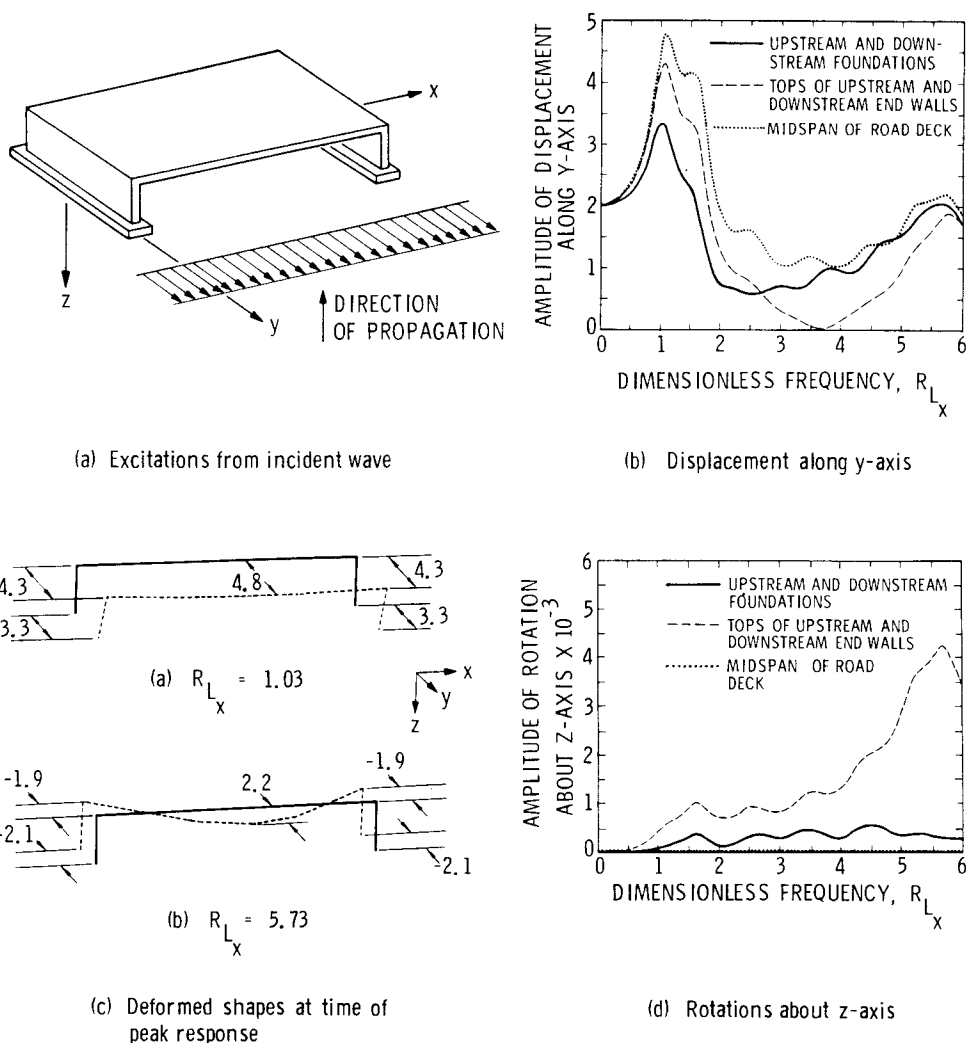 x
z
y
DIRECTION
OF PROPAGATION
(a) Excitations from incident wave
AMPLITUDE OF DISPLACEMENT
ALONG Y-AXIS
5
4
3
2
1
0
0 1 2 3 4 5 6
UPSTREAM AND DOWN-
STREAM FOUNDATIONS
TOPS OF UPSTREAM AND
DOWNSTREAM END WALLS
MIDSPAN OF ROAD DECK
DIMENSIONLESS FREQUENCY, R_L_x
(b) Displacement along y-axis
4.3
3.3
4.8
4.3
3.3
(a) R_L_x = 1.03
x
y
z
-1.9
-2.1
2.2
-1.9
-2.1
(b) R_L_x = 5.73
(c) Deformed shapes at time of
peak response
AMPLITUDE OF ROTATION
ABOUT Z-AXIS X 10^-3
6
5
4
3
2
1
0
0 1 2 3 4 5 6
UPSTREAM AND DOWNSTREAM
FOUNDATIONS
TOPS OF UPSTREAM AND
DOWNSTREAM END WALLS
MIDSPAN OF ROAD
DECK
DIMENSIONLESS FREQUENCY, R_L_x
(d) Rotations about z-axis